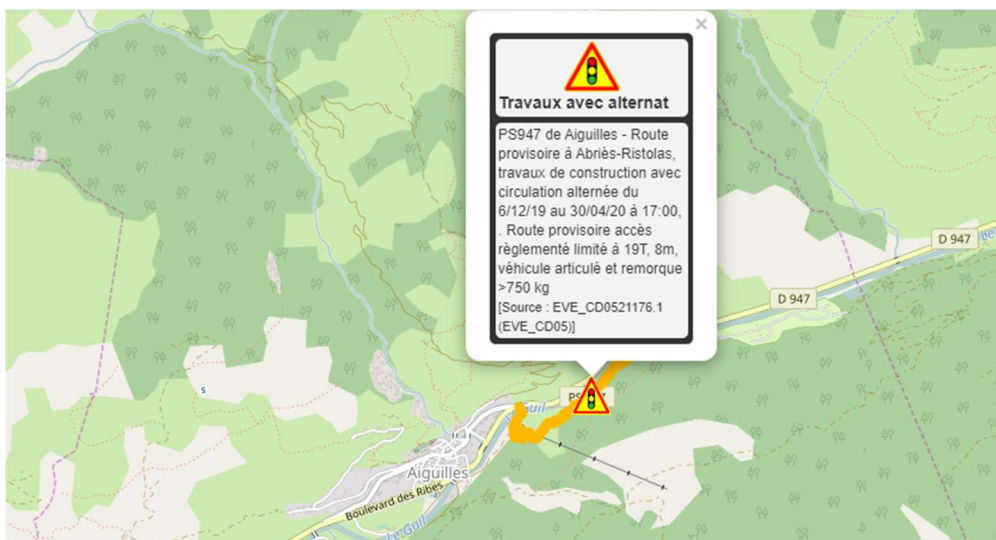 ×
Travaux avec alternat
PS947 de Aiguilles - Route
provisoire à Abriès-Ristolas,
travaux de construction avec
circulation alternée du
6/12/19 au 30/04/20 à 17:00,
. Route provisoire accès
règlementé limité à 19T, 8m,
véhicule articulé et remorque
>750 kg
[Source : EVE_CD0521176.1
(EVE_CD05)]
D 947
D 947
Aiguilles
Boulevard des Ribes
Le Guil